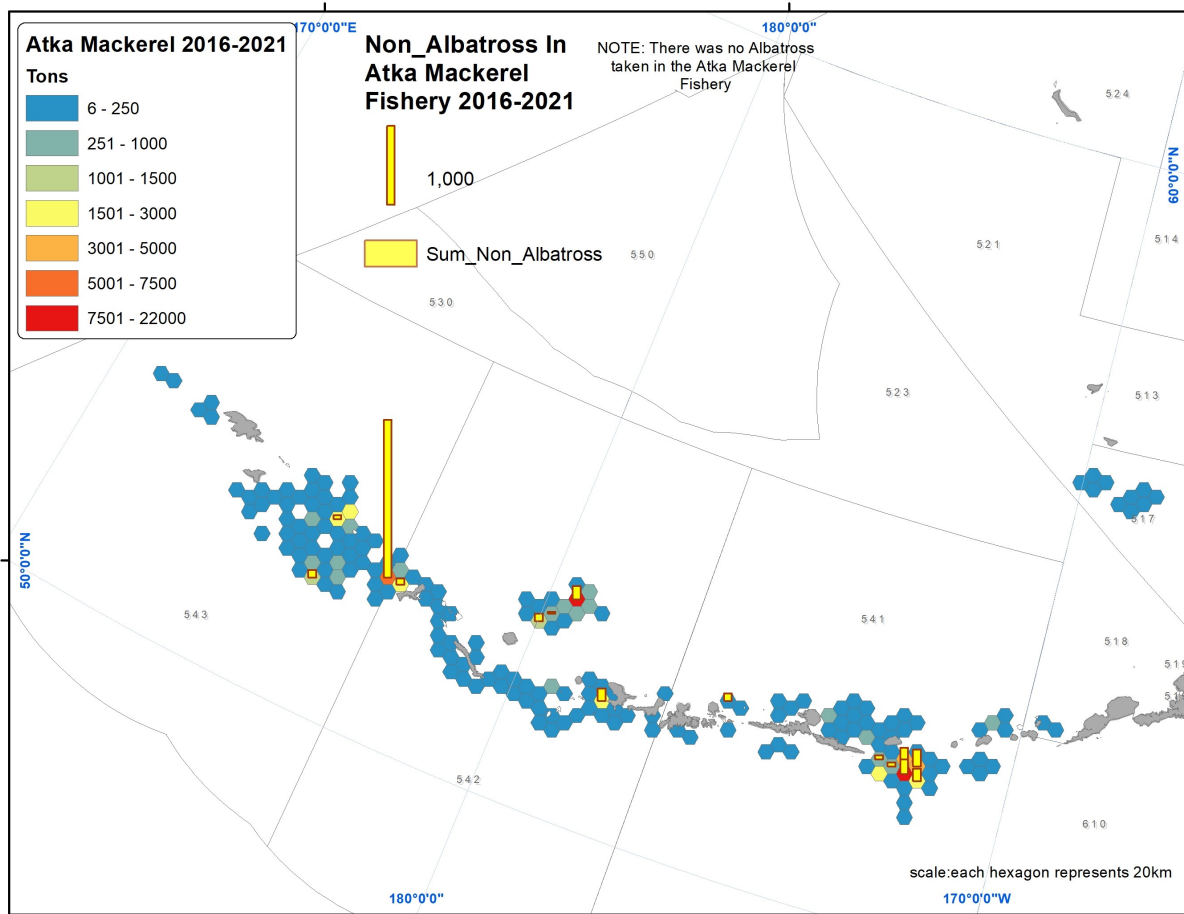 170°0'0"E
180°0'0"
Atka Mackerel 2016-2021
Tons
6 - 250
251 - 1000
1001 - 1500
1501 - 3000
3001 - 5000
5001 - 7500
7501 - 22000
Non_Albatross In
Atka Mackerel
Fishery 2016-2021
1,000
Sum_Non_Albatross
NOTE: There was no Albatross
taken in the Atka Mackerel
Fishery
524
60°0'0"N
514
521
550
530
523
513
517
50°0'0"N
543
541
518
519
542
610
scale:each hexagon represents 20km
180°0'0"
170°0'0"W